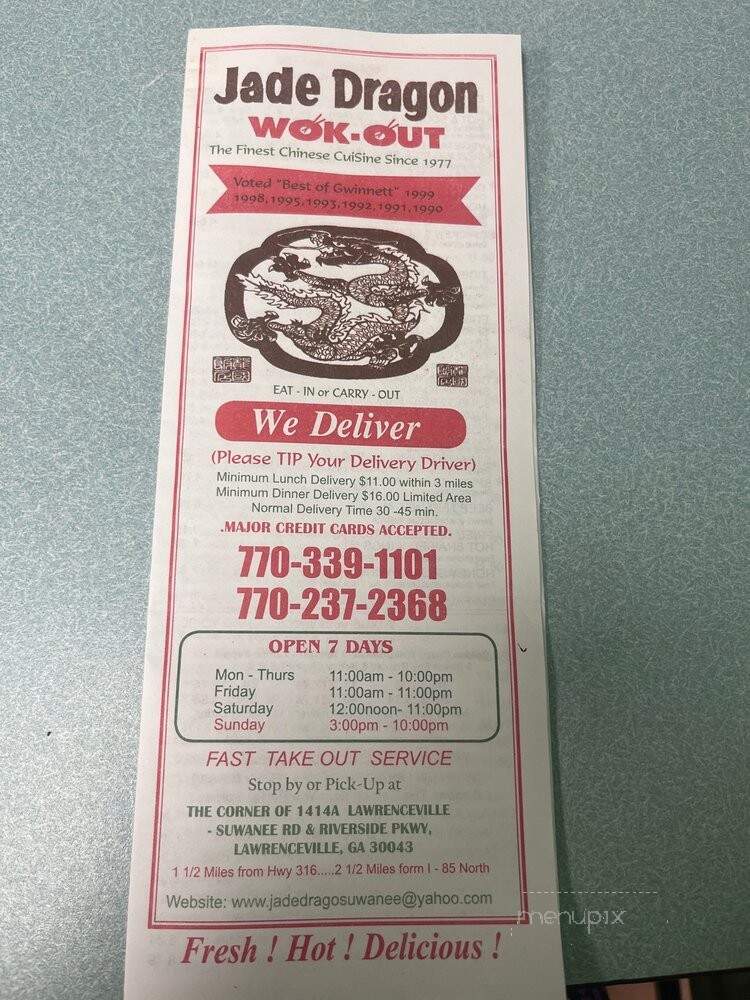 Jade Dragon
WOK-OUT
The Finest Chinese CuiSine Since 1977
Voted "Best of Gwinnett" 1999
1998,1995,1993,1992,1991,1990
EAT - IN or CARRY - OUT
We Deliver
(Please TIP Your Delivery Driver)
Minimum Lunch Delivery $11.00 within 3 miles
Minimum Dinner Delivery $16.00 Limited Area
Normal Delivery Time 30 -45 min.
.MAJOR CREDIT CARDS ACCEPTED.
770-339-1101
770-237-2368
OPEN 7 DAYS
Mon - Thurs 11:00am - 10:00pm
Friday 11:00am - 11:00pm
Saturday 12:00noon- 11:00pm
Sunday 3:00pm - 10:00pm
FAST TAKE OUT SERVICE
Stop by or Pick-Up at
THE CORNER OF 1414A LAWRENCEVILLE
- SUWANEE RD & RIVERSIDE PKWY,
LAWRENCEVILLE, GA 30043
1 1/2 Miles from Hwy 316.....2 1/2 Miles form I - 85 North
Website: www.jadedragosuwanee@yahoo.com
menupix
Fresh ! Hot ! Delicious !